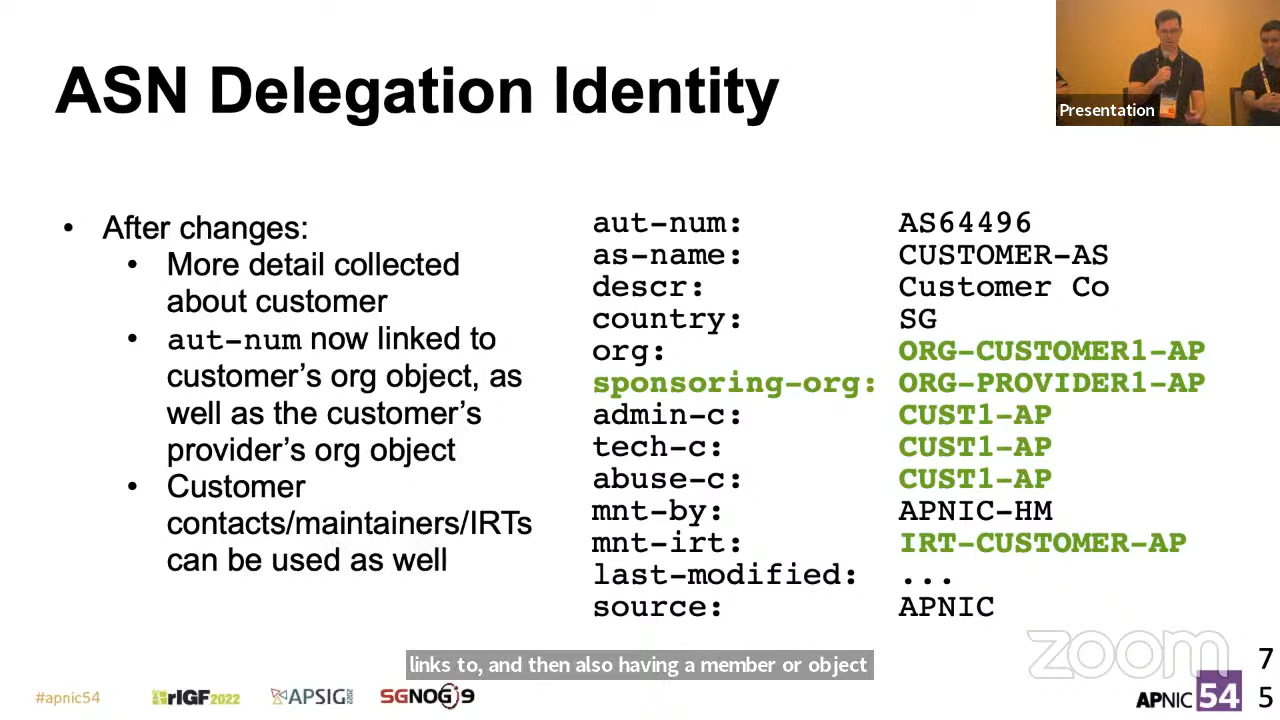 ASN Delegation Identity
Presentation
• After changes:
• More detail collected
about customer
• aut-num now linked to
customer’s org object, as
well as the customer’s
provider’s org object
• Customer
contacts/maintainers/IRTs
can be used as well
aut-num: AS64496
as-name: CUSTOMER-AS
descr: Customer Co
country: SG
org: ORG-CUSTOMER1-AP
sponsoring-org: ORG-PROVIDER1-AP
admin-c: CUST1-AP
tech-c: CUST1-AP
abuse-c: CUST1-AP
mnt-by: APNIC-HM
mnt-irt: IRT-CUSTOMER-AP
last-modified: ...
source: APNIC
links to, and then also having a member or object
zoom
7
5
#apnic54
rIGF2022
APSIG
SGNOG 9
APNIC 54